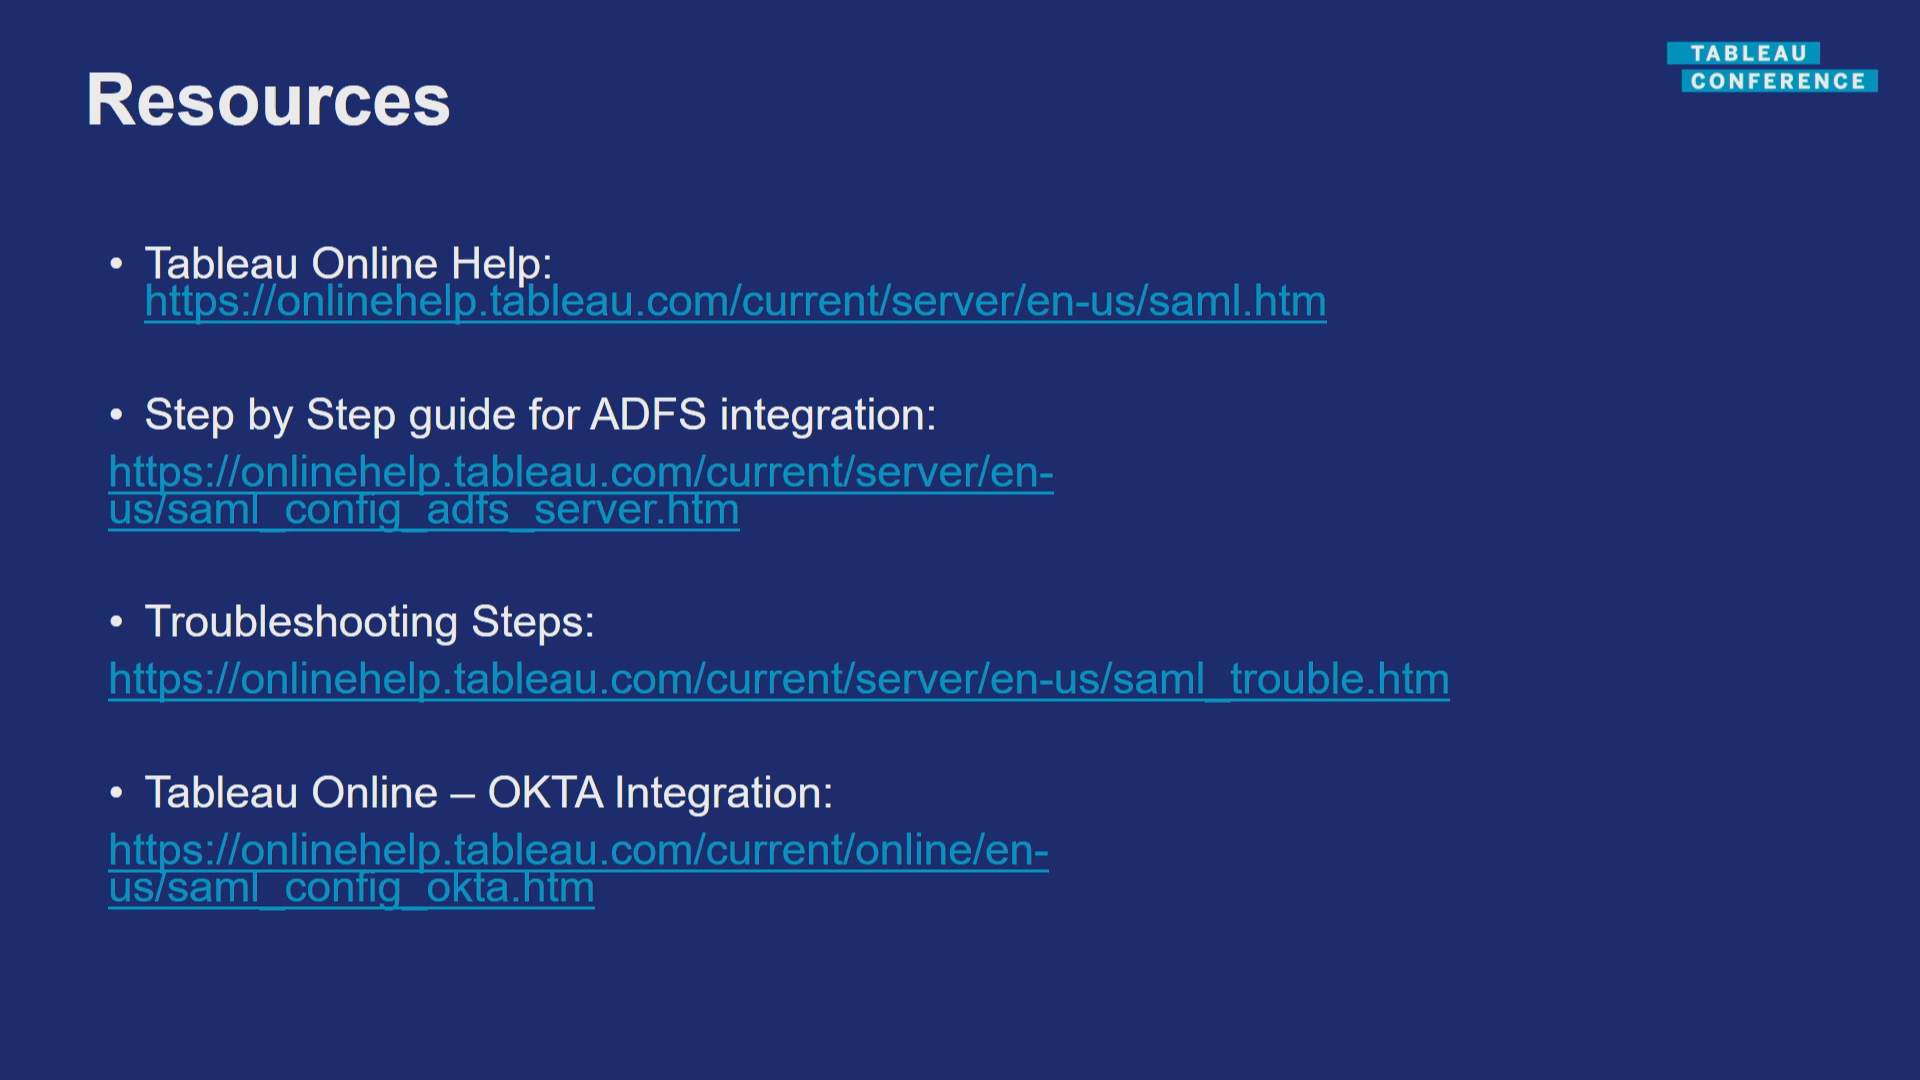 Resources
TABLEAU
CONFERENCE
• Tableau Online Help:
https://onlinehelp.tableau.com/current/server/en-us/saml.htm
• Step by Step guide for ADFS integration:
https://onlinehelp.tableau.com/current/server/en-
us/saml_config_adfs_server.htm
• Troubleshooting Steps:
https://onlinehelp.tableau.com/current/server/en-us/saml_trouble.htm
• Tableau Online – OKTA Integration:
https://onlinehelp.tableau.com/current/online/en-
us/saml_config_okta.htm